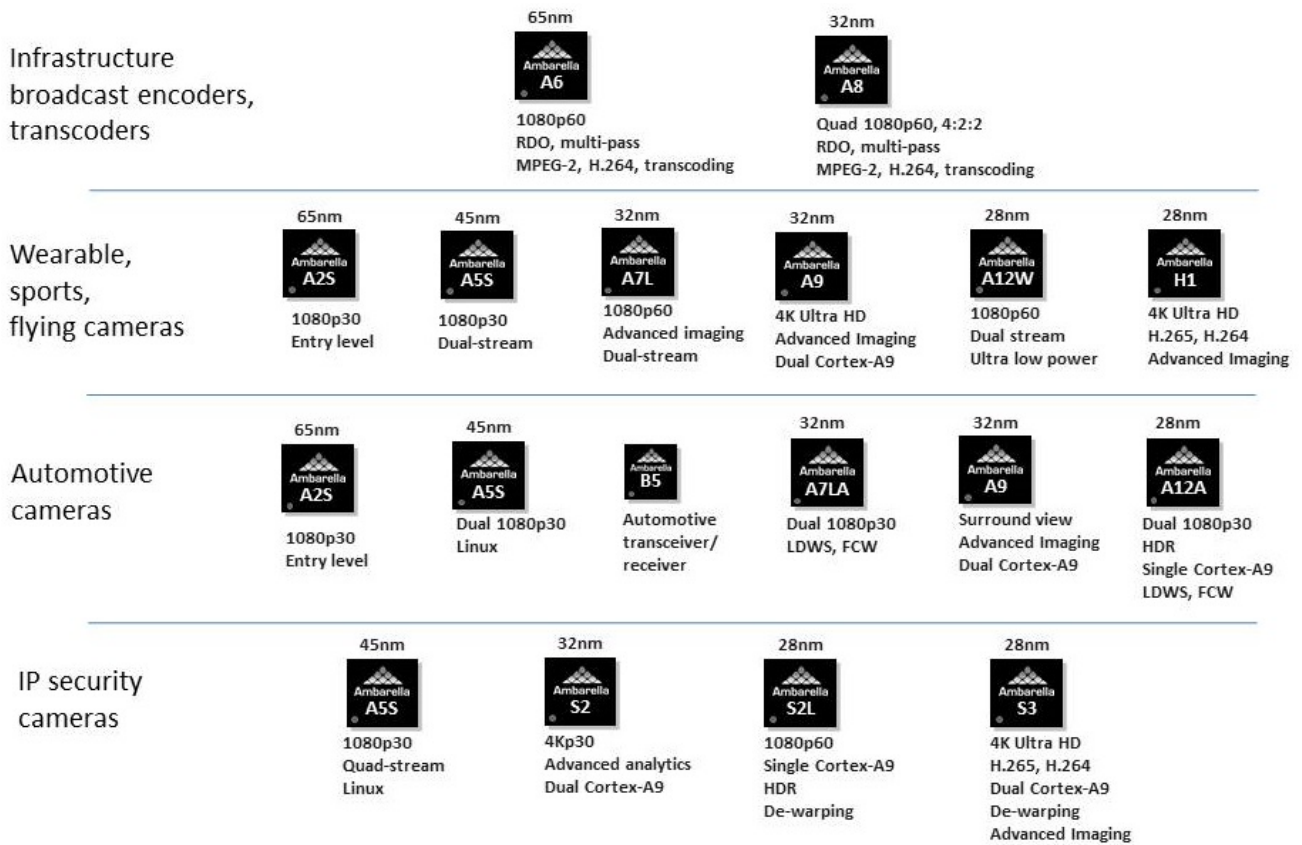 Infrastructure
broadcast encoders,
transcoders
65nm
Ambarella
A6
1080p60
RDO, multi-pass
MPEG-2, H.264, transcoding
32nm
Ambarella
A8
Quad 1080p60, 4:2:2
RDO, multi-pass
MPEG-2, H.264, transcoding
Wearable,
sports,
flying cameras
65nm
Ambarella
A2S
1080p30
Entry level
45nm
Ambarella
A5S
1080p30
Dual-stream
32nm
Ambarella
A7L
1080p60
Advanced imaging
Dual-stream
32nm
Ambarella
A9
4K Ultra HD
Advanced Imaging
Dual Cortex-A9
28nm
Ambarella
A12W
1080p60
Dual stream
Ultra low power
28nm
Ambarella
H1
4K Ultra HD
H.265, H.264
Advanced Imaging
Automotive
cameras
65nm
Ambarella
A2S
1080p30
Entry level
45nm
Ambarella
A5S
Dual 1080p30
Linux
Ambarella
B5
Automotive
transceiver/
receiver
32nm
Ambarella
A7LA
Dual 1080p30
LDWS, FCW
32nm
Ambarella
A9
Surround view
Advanced Imaging
Dual Cortex-A9
28nm
Ambarella
A12A
Dual 1080p30
HDR
Single Cortex-A9
LDWS, FCW
IP security
cameras
45nm
Ambarella
A5S
1080p30
Quad-stream
Linux
32nm
Ambarella
S2
4Kp30
Advanced analytics
Dual Cortex-A9
28nm
Ambarella
S2L
1080p60
Single Cortex-A9
HDR
De-warping
28nm
Ambarella
S3
4K Ultra HD
H.265, H.264
Dual Cortex-A9
De-warping
Advanced Imaging